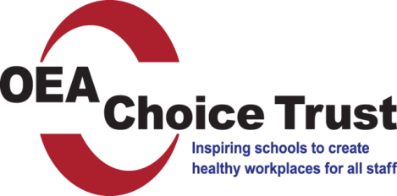 OEA
Choice Trust
Inspiring schools to create
healthy workplaces for all staff